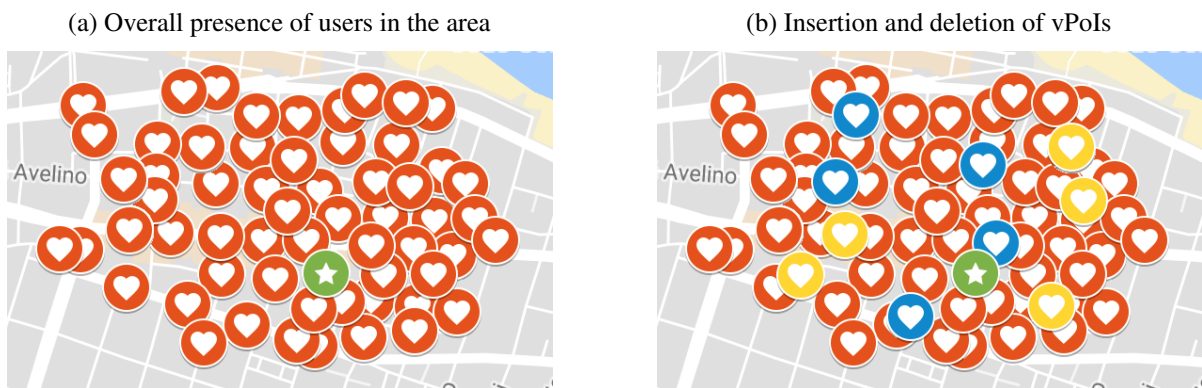 (a) Overall presence of users in the area
(b) Insertion and deletion of vPoIs
Avelino
Avelino